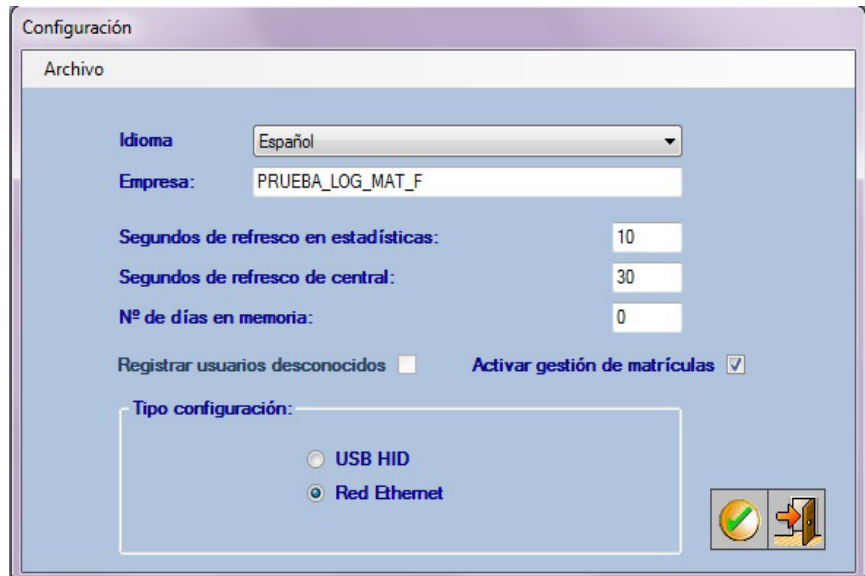 Configuración
Archivo
Idioma Español
Empresa: PRUEBA_LOG_MAT_F
Segundos de refresco en estadísticas: 10
Segundos de refresco de central: 30
Nº de días en memoria: 0
Registrar usuarios desconocidos Activar gestión de matrículas
Tipo configuración:
USB HID
Red Ethernet